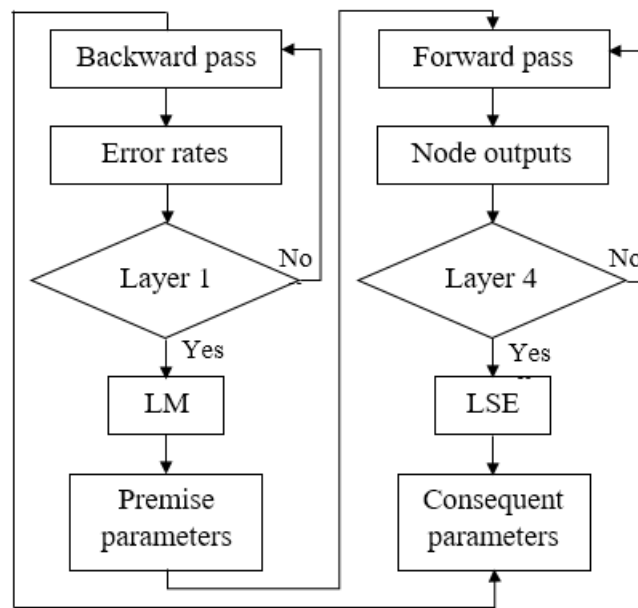 Backward pass
Error rates
Layer 1
No
Yes
LM
Premise
parameters
Forward pass
Node outputs
Layer 4
No
Yes
LSE
Consequent
parameters